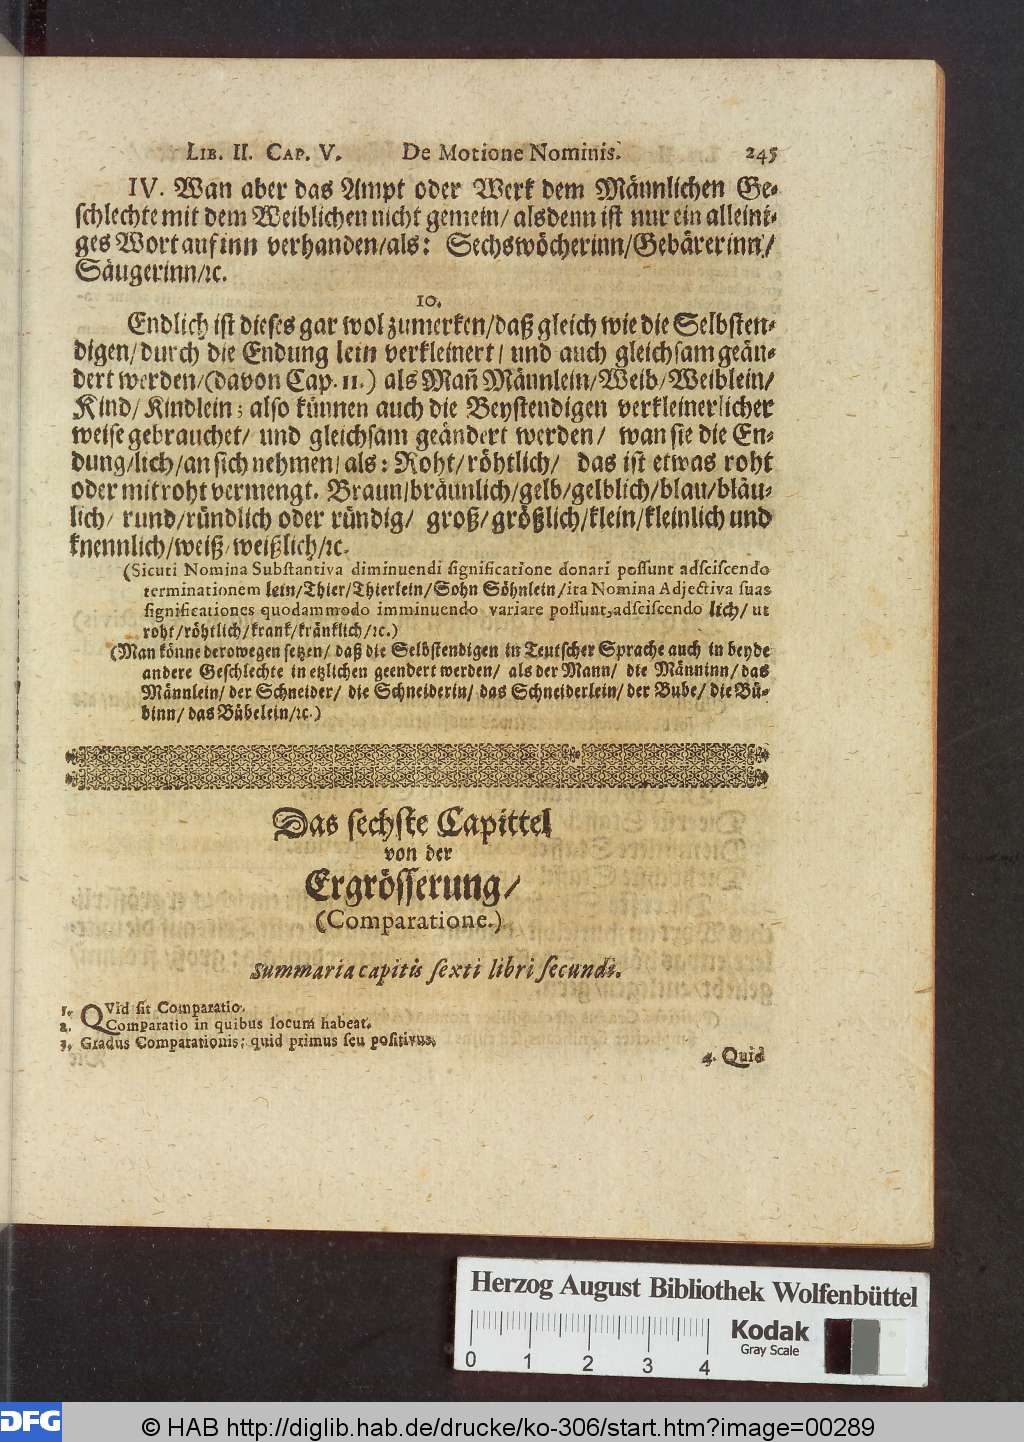 LIB. II. CAP. V. De Motione Nominis. 245
IV. Wan aber das Ampt oder Werk dem Männlichen Ge-
schlechte mit dem Weiblichen nicht gemein/ alsdenn ist nur ein alleini-
ges Wort auf inn verhanden/als: Sechswöcherinn/Gebärerinn/
Säugerinn/ꝛc.
10.
Endlich ist dieses gar wol zumerken/daß gleich wie die Selbsten-
digen/durch die Endung lein verkleinert/ und auch gleichsam geän-
dert werden/(davon Cap. 11.) als Mañ Männlein/Weib/Weiblein/
Kind/Kindlein; also künnen auch die Beystendigen verkleinerlicher
weise gebrauchet/ und gleichsam geändert werden/ wan sie die En-
dung/lich/an sich nehmen/als: Roht/röhtlich/ das ist etwas roht
oder mit roht vermengt. Braun/bräunlich/gelb/gelblich/blau/bläu-
lich/ rund/ründlich oder ründig/ groß/größlich/klein/kleinlich und
knennlich/weiß/weißlich/ꝛc.
(Sicuti Nomina Substantiva diminuendi significatione donari possunt adsciscendo
terminationem lein/Thier/Thierlein/Sohn Söhnlein/ita Nomina Adjectiva suas
significationes quodammodo imminuendo variare possunt, adsciscendo lich/ ut
roht/röhtlich/krank/kränklich/ꝛc.)
(Man könne derowegen setzen/ daß die Selbstendigen in Teutscher Sprache auch in beyde
andere Geschlechte in etzlichen geendert werden/ als der Mann/ die Männinn/ das
Männlein/ der Schneider/ die Schneiderin/ das Schneiderlein/ der Bube/ die Bü-
binn/ das Bübelein/ꝛc.)
Das sechste Capittel
von der
Ergrösserung/
(Comparatione.)
Summaria capitis sexti libri secundi.
1. QVid sit Comparatio.
2. Comparatio in quibus locum habeat.
3. Gradus Comparationis; quid primus seu positivus.
4. Quid
Herzog August Bibliothek Wolfenbüttel
0 1 2 3 4
Kodak
Gray Scale
DFG © HAB http://diglib.hab.de/drucke/ko-306/start.htm?image=00289